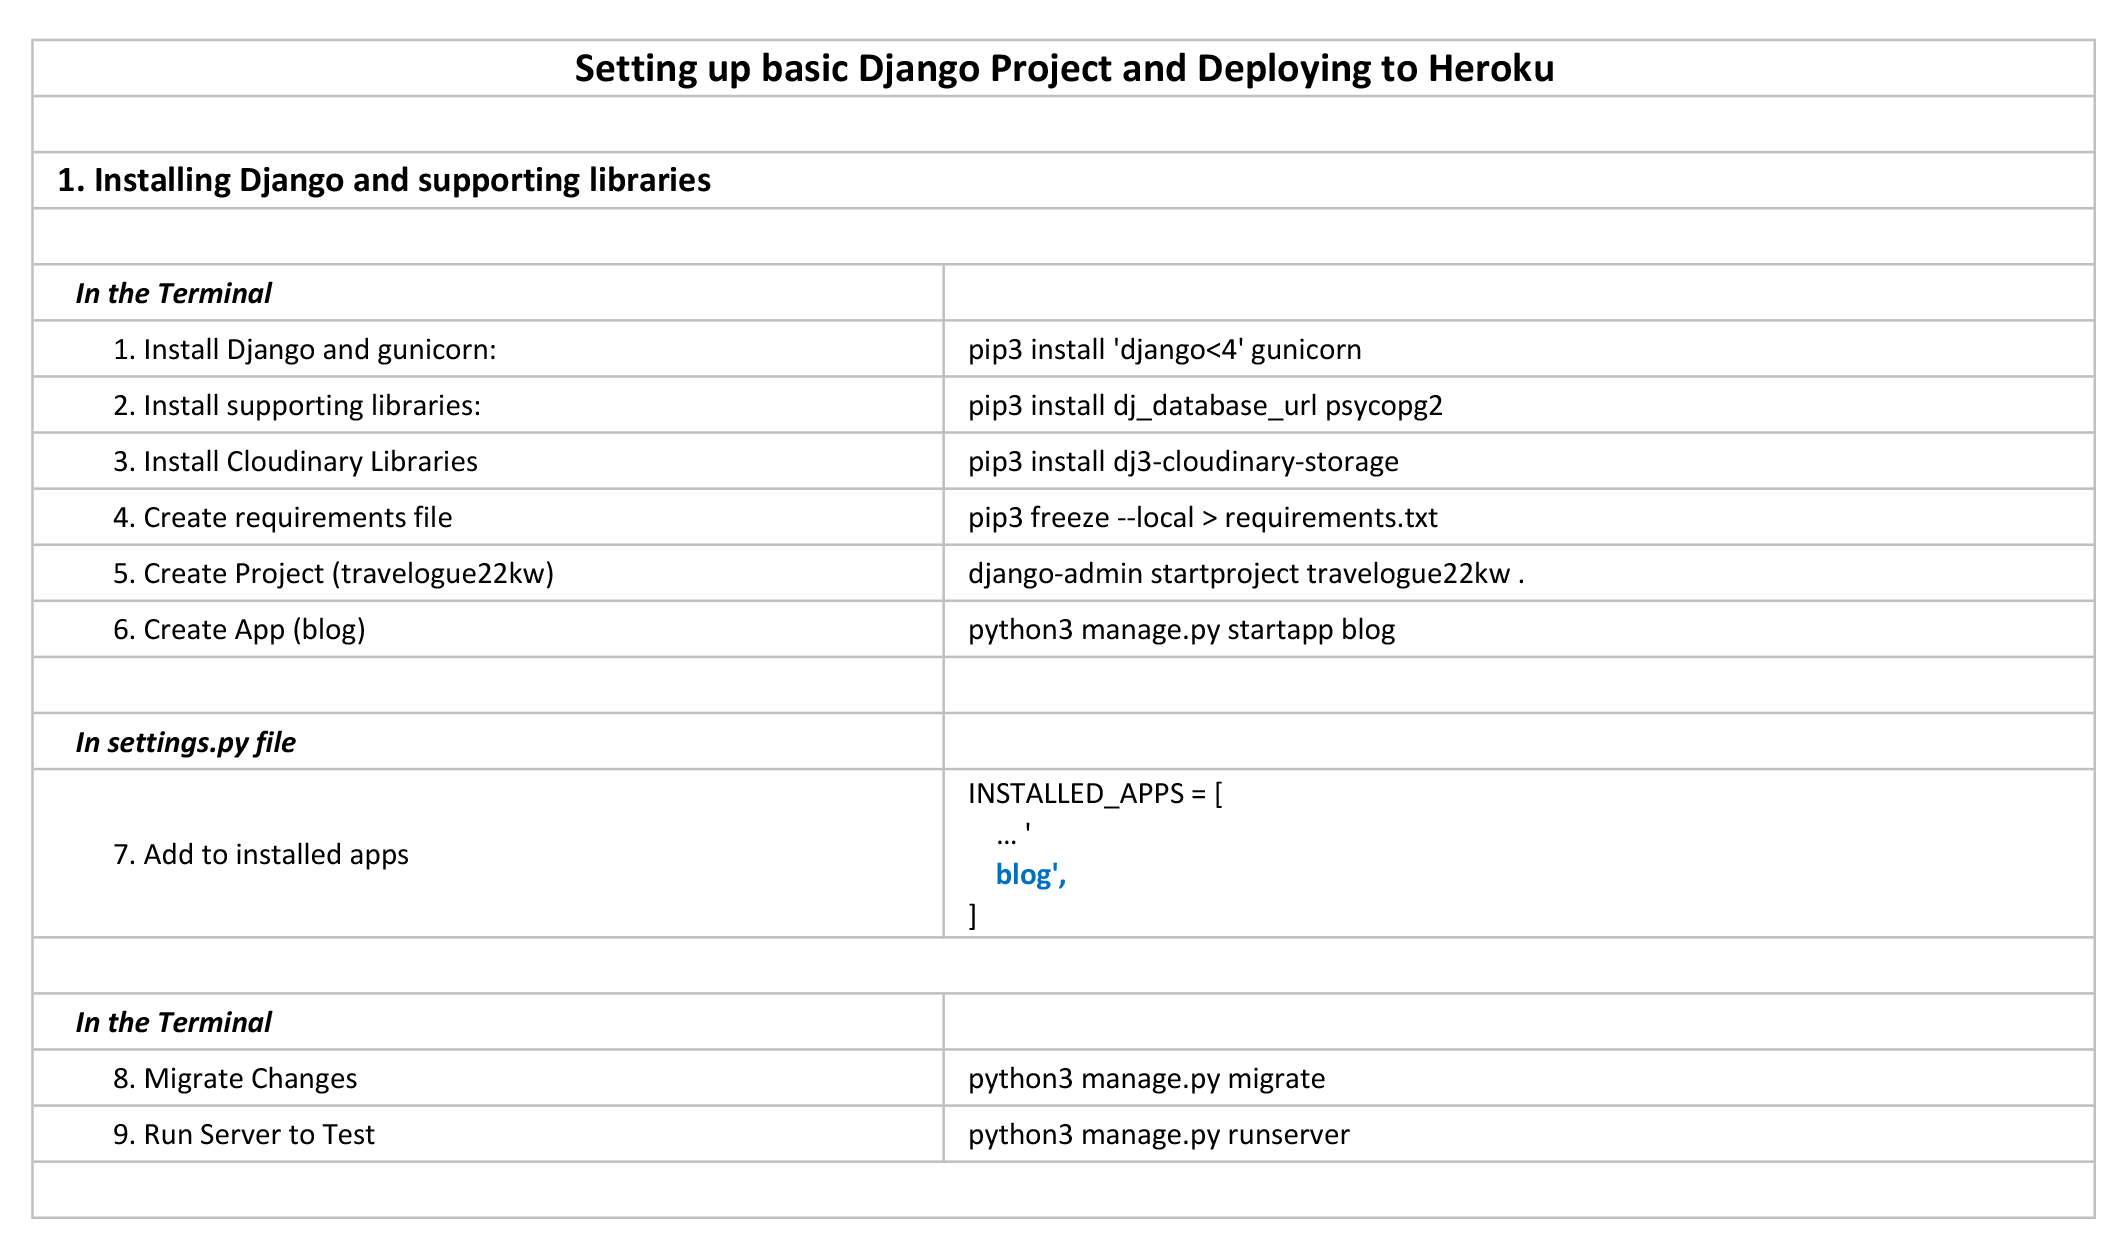 Setting up basic Django Project and Deploying to Heroku
1. Installing Django and supporting libraries
In the Terminal
1. Install Django and gunicorn: pip3 install 'django<4' gunicorn
2. Install supporting libraries: pip3 install dj_database_url psycopg2
3. Install Cloudinary Libraries pip3 install dj3-cloudinary-storage
4. Create requirements file pip3 freeze --local > requirements.txt
5. Create Project (travelogue22kw) django-admin startproject travelogue22kw .
6. Create App (blog) python3 manage.py startapp blog
In settings.py file
7. Add to installed apps
INSTALLED_APPS = [
... '
blog',
]
In the Terminal
8. Migrate Changes python3 manage.py migrate
9. Run Server to Test python3 manage.py runserver